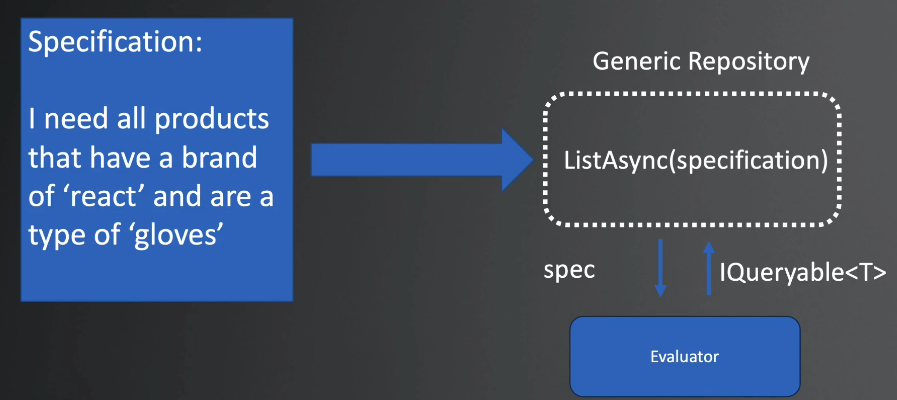 Specification:
I need all products
that have a brand
of ‘react’ and are a
type of ‘gloves’
Generic Repository
ListAsync(specification)
spec
IQueryable<T>
Evaluator